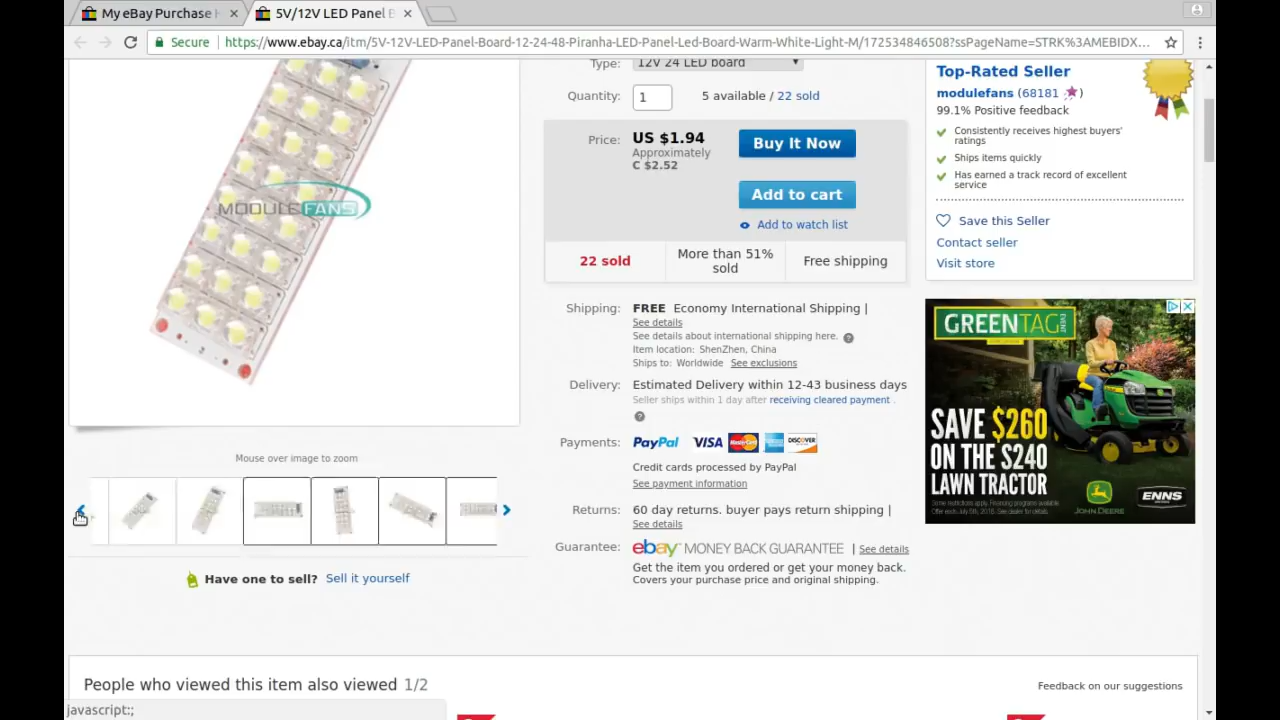 My eBay Purchase H
5V/12V LED Panel B
Secure
https://www.ebay.ca/itm/5V-12V-LED-Panel-Board-12-24-48-Piranha-LED-Panel-Led-Board-Warm-White-Light-M/172534846508?ssPageName=STRK%3AMEBIDX...
MODULEFANS
Type: 12V 24 LED board
Quantity: 1 5 available / 22 sold
Price: US $1.94
Approximately
C $2.52
Buy It Now
Add to cart
Add to watch list
22 sold
More than 51% sold
Free shipping
Shipping: FREE Economy International Shipping |
See details
See details about international shipping here.
Item location: ShenZhen, China
Ships to: Worldwide See exclusions
Delivery: Estimated Delivery within 12-43 business days
Seller ships within 1 day after receiving cleared payment .
Payments: PayPal VISA MasterCard DISCOVER
Credit cards processed by PayPal
See payment information
Returns: 60 day returns. buyer pays return shipping |
See details
Guarantee: ebay MONEY BACK GUARANTEE | See details
Get the item you ordered or get your money back.
Covers your purchase price and original shipping.
Top-Rated Seller
modulefans (68181 )
99.1% Positive feedback
Consistently receives highest buyers'
ratings
Ships items quickly
Has earned a track record of excellent
service
Save this Seller
Contact seller
Visit store
GREENTAG EVENT
SAVE $260
ON THE S240
LAWN TRACTOR
JOHN DEERE
ENNS
BROTHERS
Mouse over image to zoom
Have one to sell? Sell it yourself
People who viewed this item also viewed 1/2
Feedback on our suggestions
javascript:;